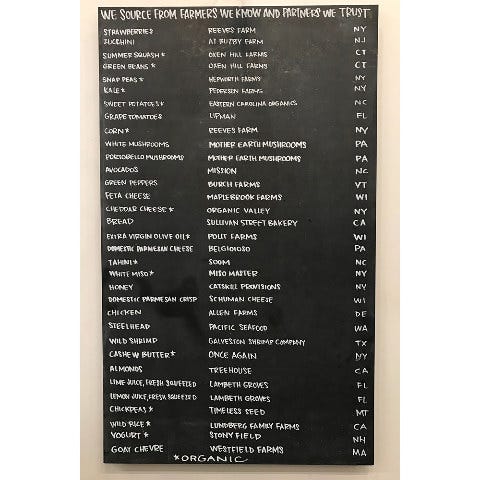 WE SOURCE FROM FARMERS WE KNOW AND PARTNERS WE TRUST
STRAWBERRIES REEVES FARM NY
ZUCCHINI AT BUZBY FARM NJ
SUMMER SQUASH* OXEN HILL FARMS CT
GREEN BEANS* OXEN HILL FARMS CT
SNAP PEAS* HEPWORTH FARMS NY
KALE* PEDERSEN FARMS NY
SWEET POTATOES* EASTERN CAROLINA ORGANICS NC
GRAPE TOMATOES LIPMAN FL
CORN* REEVES FARM NY
WHITE MUSHROOMS MOTHER EARTH MUSHROOMS PA
PORTOBELLO MUSHROOMS MOTHER EARTH MUSHROOMS PA
AVOCADOS MISSION NC
GREEN PEPPERS BURCH FARMS VT
FETA CHEESE MAPLEBROOK FARMS WI
CHEDDAR CHEESE* ORGANIC VALLEY NY
BREAD SULLIVAN STREET BAKERY CA
EXTRA VIRGIN OLIVE OIL* POLIT FARMS WI
DOMESTIC PARMESAN CHEESE BELGIOIOSO PA
TAHINI* SOOM NC
WHITE MISO* MISO MASTER NY
HONEY CATSKILL PROVISIONS NY
DOMESTIC PARMESAN CRISP SCHUMAN CHEESE WI
CHICKEN ALLEN FARMS DE
STEELHEAD PACIFIC SEAFOOD WA
WILD SHRIMP GALVESTON SHRIMP COMPANY TX
CASHEW BUTTER* ONCE AGAIN NY
ALMONDS TREEHOUSE CA
LIME JUICE, FRESH SQUEEZED LAMBETH GROVES FL
LEMON JUICE, FRESH SQUEEZED LAMBETH GROVES FL
CHICKPEAS* TIMELESS SEED MT
WILD RICE* LUNDBERG FAMILY FARMS CA
YOGURT* STONY FIELD NH
GOAT CHEVRE WESTFIELD FARMS MA
*ORGANIC